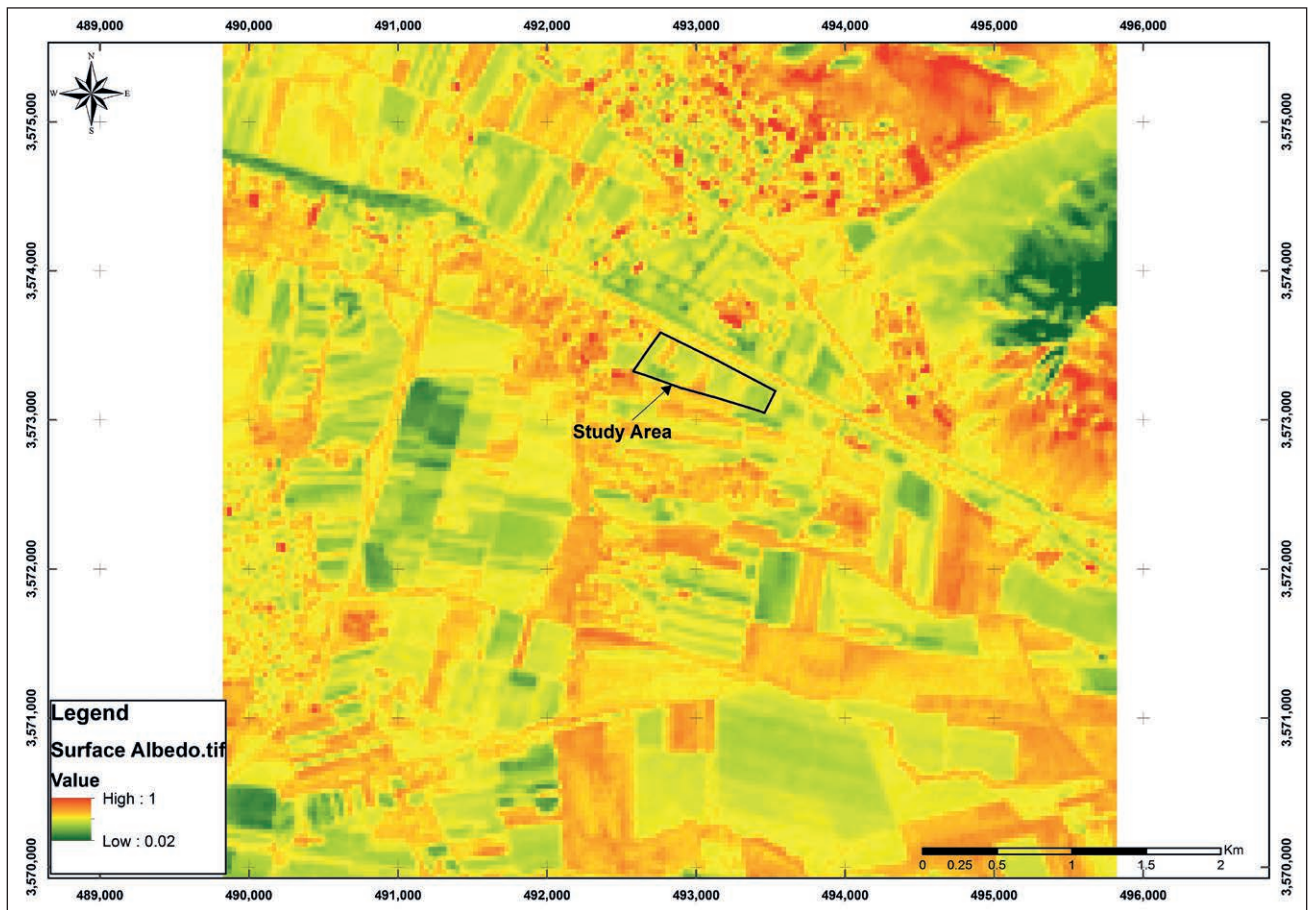 489,000 490,000 491,000 492,000 493,000 494,000 495,000 496,000
N
W E
S
3,575,000 3,575,000
3,574,000 3,574,000
3,573,000 3,573,000
Study Area
3,572,000 3,572,000
3,571,000 3,571,000
Legend
Surface Albedo.tif
Value
High : 1
Low : 0.02
Km
0 0.25 0.5 1 1.5 2
3,570,000 3,570,000
489,000 490,000 491,000 492,000 493,000 494,000 495,000 496,000